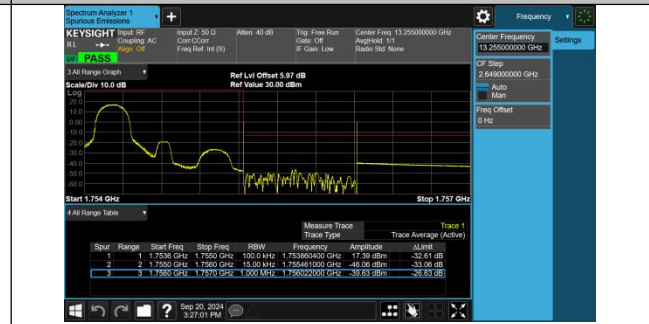 Spectrum Analyzer 1
Spurious Emissions
Frequency
KEYSIGHT Input: RF
R L
Coupling: AC
Align: Off
Input Z: 50 Ω
Corr CCorr
Freq Ref: Int (S)
Atten: 40 dB
Trig: Free Run
Gate: Off
IF Gain: Low
Center Freq: 13.255000000 GHz
Avg|Hold: 1/1
Radio Std: None
PASS
Center Frequency
13.255000000 GHz
Settings
CF Step
2.649000000 GHz
Auto
Man
Freq Offset
0 Hz
3 All Range Graph
Scale/Div 10.0 dB
Ref Lvl Offset 5.97 dB
Ref Value 30.00 dBm
Log
20.0
10.0
0.00
-10.0
-20.0
-30.0
-40.0
-50.0
-60.0
Start 1.754 GHz
Stop 1.757 GHz
4 All Range Table
Measure Trace Trace 1
Trace Type Trace Average (Active)
Spur Range Start Freq Stop Freq RBW Frequency Amplitude ΔLimit
1 1 1.7536 GHz 1.7550 GHz 100.0 kHz 1.753860400 GHz 17.39 dBm -32.61 dB
2 2 1.7550 GHz 1.7560 GHz 15.00 kHz 1.755461000 GHz -46.06 dBm -33.06 dB
3 3 1.7560 GHz 1.7570 GHz 1.000 MHz 1.756022000 GHz -39.63 dBm -26.63 dB
Sep 20, 2024
3:27:01 PM